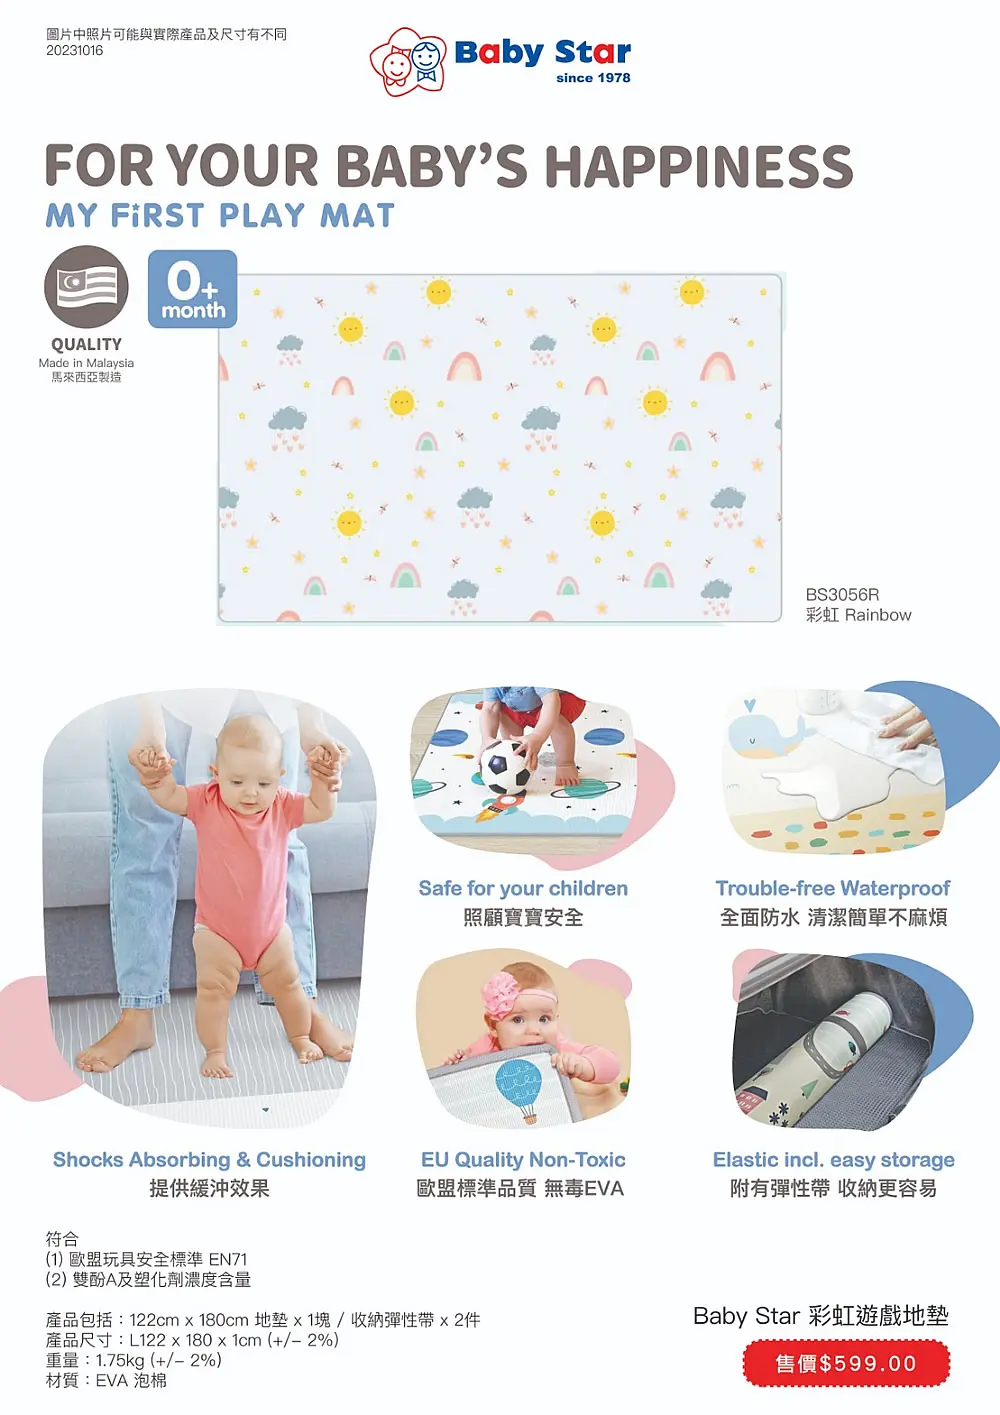 圖片中照片可能與實際產品及尺寸有不同
20231016
Baby Star
since 1978
FOR YOUR BABY'S HAPPINESS
MY FiRST PLAY MAT
0+
month
QUALITY
Made in Malaysia
馬來西亞製造
BS3056R
彩虹 Rainbow
Safe for your children
照顧寶寶安全
Trouble-free Waterproof
全面防水 清潔簡單不麻煩
Shocks Absorbing & Cushioning
提供緩沖效果
EU Quality Non-Toxic
歐盟標準品質 無毒EVA
Elastic incl. easy storage
附有彈性帶 收納更容易
符合
(1) 歐盟玩具安全標準 EN71
(2) 雙酚A及塑化劑濃度含量
產品包括：122cm x 180cm 地墊 x 1塊 / 收納彈性帶 x 2件
產品尺寸：L122 x 180 x 1cm (+/- 2%)
重量：1.75kg (+/- 2%)
材質：EVA 泡棉
Baby Star 彩虹遊戲地墊
售價$599.00